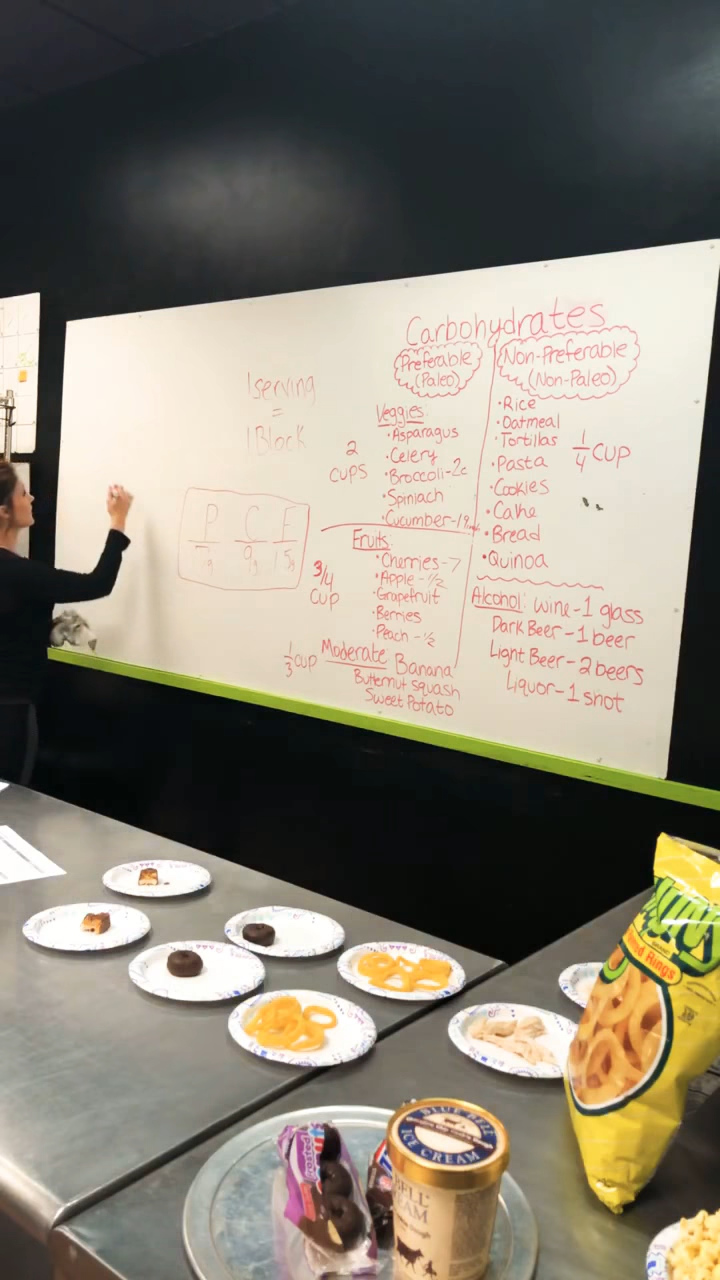 Carbohydrates
Preferable
(Paleo)
Non-Preferable
(Non-Paleo)
1 serving
=
1 Block
P C F
7g 9g 1.5g
2
cups
Veggies:
•Asparagus
•Celery
•Broccoli-2c
•Spiniach
•Cucumber-1
3/4
cup
Fruits:
•Cherries-7
•Apple-1/2
•Grapefruit
•Berries
•Peach-1/2
1/3 cup
Moderate: Banana
Butternut squash
Sweet Potato
•Rice
•Oatmeal
•Tortillas
•Pasta
•Cookies
•Cake
•Bread
•Quinoa
1/4 cup
Alcohol: wine-1 glass
Dark Beer-1 beer
Light Beer-2 beers
Liquor-1 shot
Rings
Frosted
BLUE BELL
ICE CREAM